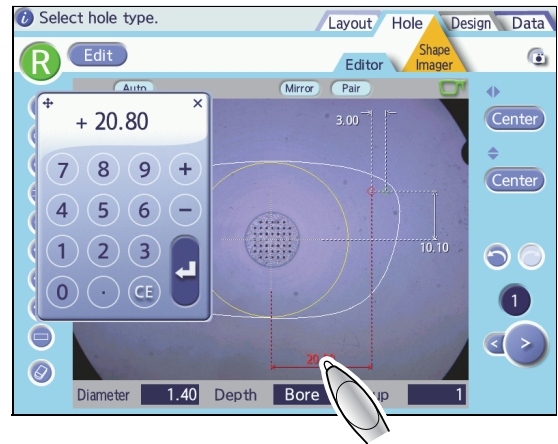 Select hole type.
Layout
Hole
Design
Data
R
Edit
Editor
Shape
Imager
Auto
Mirror
Pair
+ 20.80
7 8 9 +
4 5 6 −
1 2 3
0 · CE
3.00
10.10
Center
Center
1
< >
Diameter 1.40 Depth Bore 1